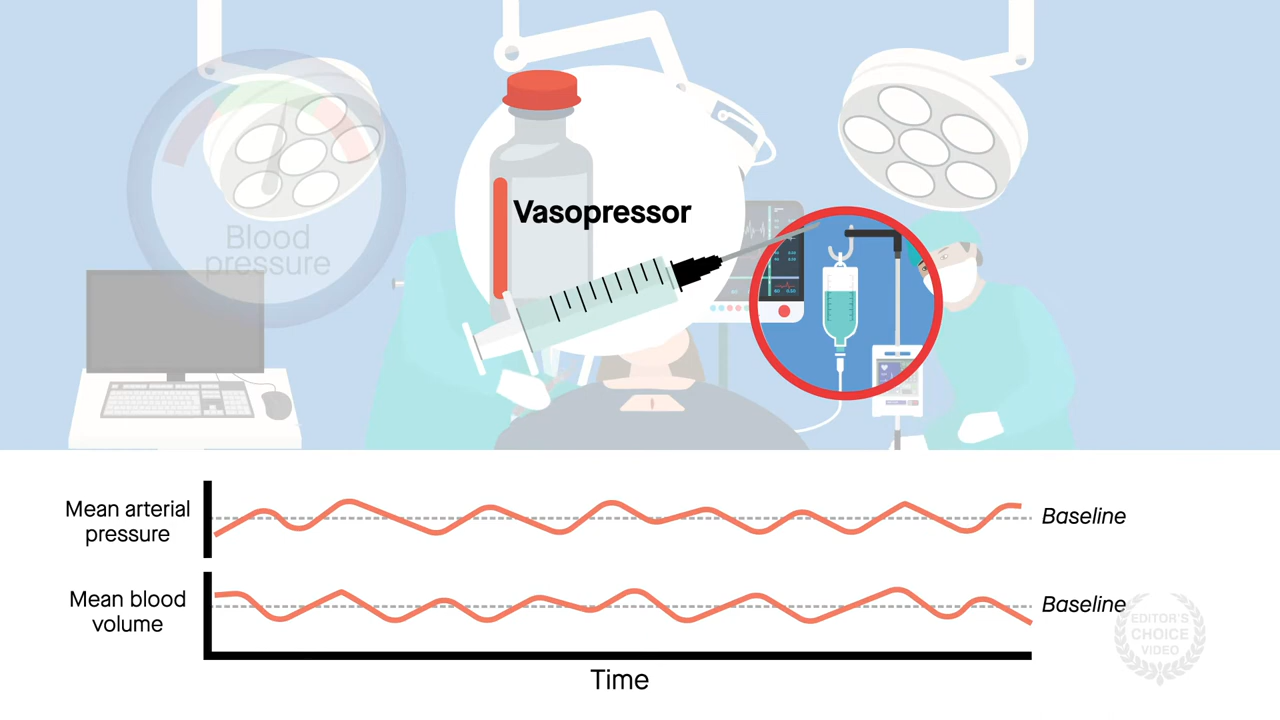 Blood
pressure
Vasopressor
Mean arterial
pressure
Baseline
Mean blood
volume
Baseline
Time
EDITOR'S
CHOICE
VIDEO